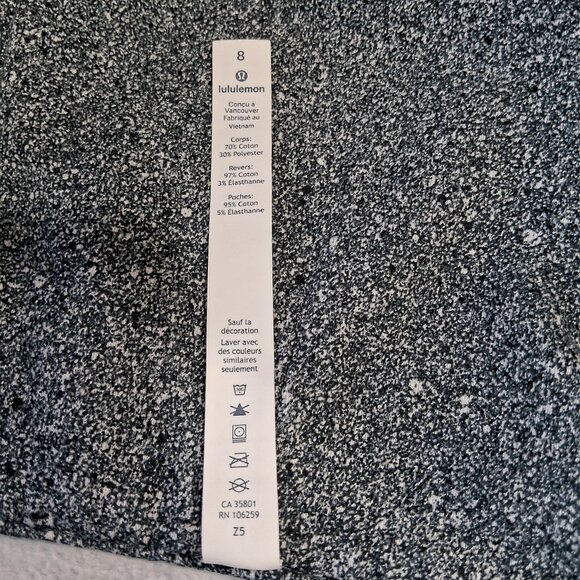 8
lululemon
Conçu à
Vancouver
Fabriqué au
Vietnam
Corps:
70% Coton
30% Polyester
Revers:
97% Coton
3% Élasthanne
Poches:
95% Coton
5% Élasthanne
Sauf la
décoration
Laver avec
des couleurs
similaires
seulement
CA 35801
RN 106259
Z5